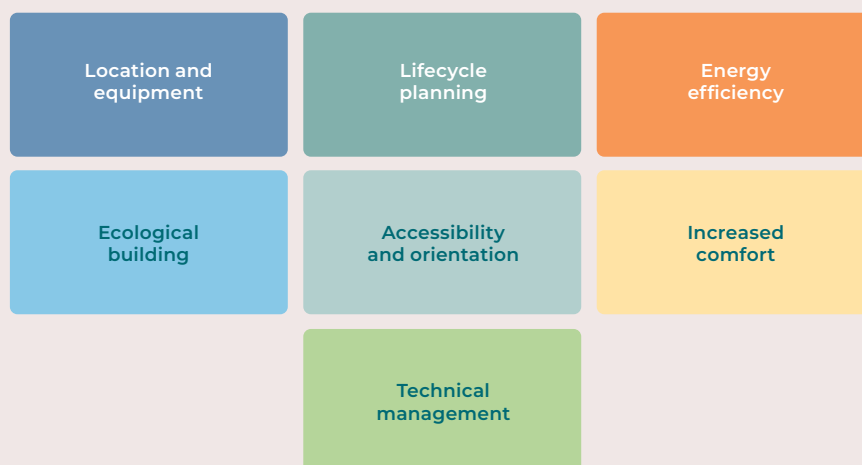 Location and
equipment
Lifecycle
planning
Energy
efficiency
Ecological
building
Accessibility
and orientation
Increased
comfort
Technical
management